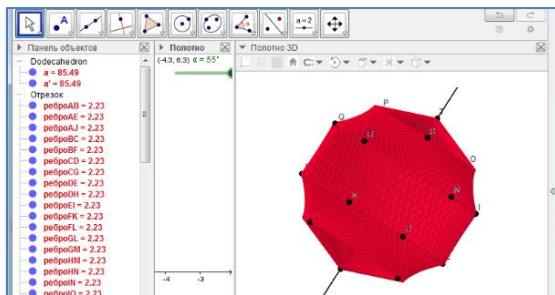 a=2
Панель объектов
Полотно
Полотно 3D
Dodecahedron
a = 85.49
a' = 85.49
Отрезок
реброAB = 2.23
реброAE = 2.23
реброAJ = 2.23
реброBC = 2.23
реброBF = 2.23
реброCD = 2.23
реброCG = 2.23
реброDE = 2.23
реброDH = 2.23
реброEI = 2.23
реброFK = 2.23
реброFL = 2.23
реброGL = 2.23
реброGM = 2.23
реброHM = 2.23
реброHN = 2.23
реброIN = 2.23
реброIO = 2.23
(-4.3, 6.3) α = 55°
-4
-3
P
Q
O
N